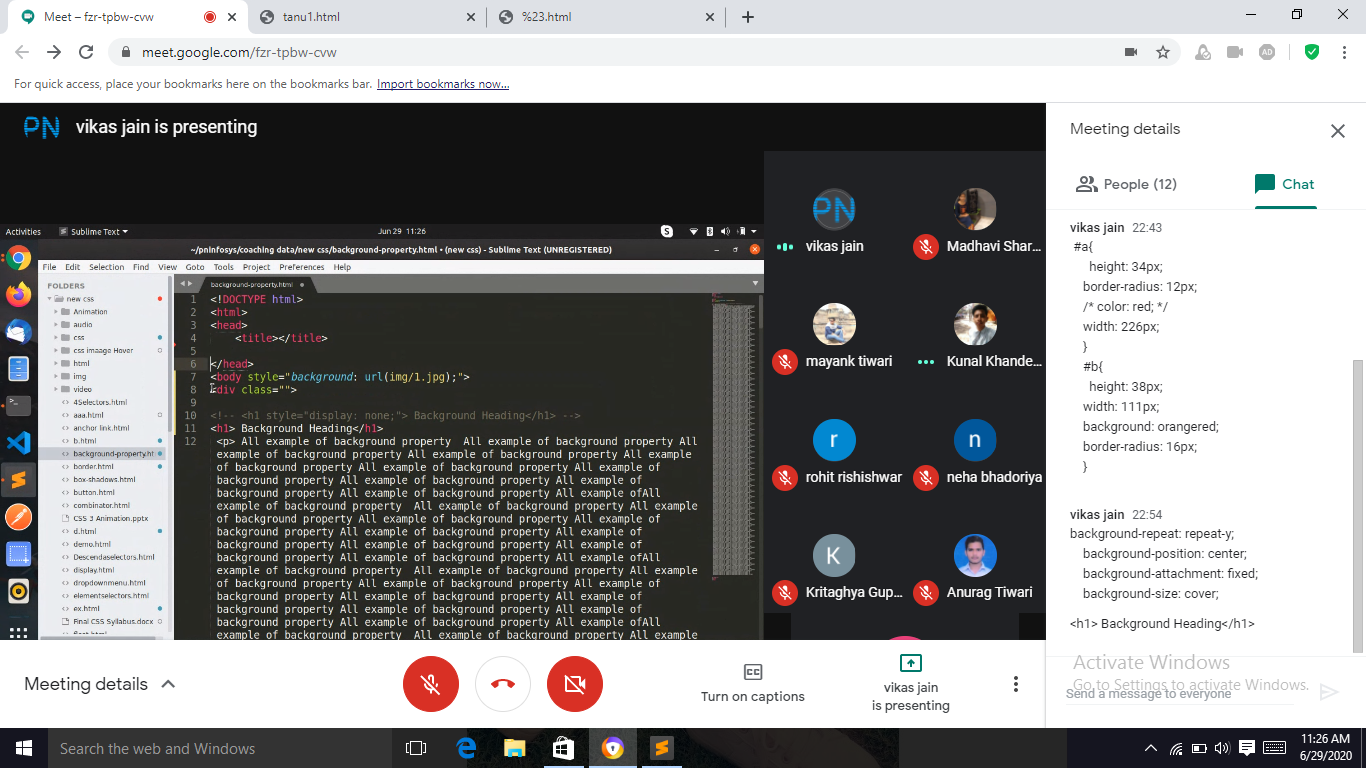 Meet – fzr-tpbw-cvw
tanu1.html
%23.html
meet.google.com/fzr-tpbw-cvw
AD
For quick access, place your bookmarks here on the bookmarks bar. Import bookmarks now...
PN vikas jain is presenting
Activities
Sublime Text
Jun 29 11:26
~/pninfosys/coaching data/new css/background-property.html • (new css) - Sublime Text (UNREGISTERED)
File Edit Selection Find View Goto Tools Project Preferences Help
FOLDERS
new css
Animation
audio
css
css imaage Hover
html
img
video
4Selectors.html
aaa.html
anchor link.html
b.html
background-property.ht
border.html
box-shadows.html
button.html
combinator.html
CSS 3 Animation.pptx
d.html
demo.html
Descendaselectors.html
display.html
dropdownmenu.html
elementselectors.html
ex.html
Final CSS Syllabus.docx
background-property.html
1 <!DOCTYPE html>
2 <html>
3 <head>
4 <title></title>
5
6 </head>
7 <body style="background: url(img/1.jpg);">
8 <div class="">
9
10 <!-- <h1 style="display: none;"> Background Heading</h1> -->
11 <h1> Background Heading</h1>
12 <p> All example of background property All example of background property All
example of background property All example of background property All example
of background property All example of background property All example of
background property All example of background property All example of
background property All example of background property All example ofAll
example of background property All example of background property All example
of background property All example of background property All example of
background property All example of background property All example of
background property All example of background property All example of
background property All example of background property All example ofAll
example of background property All example of background property All example
of background property All example of background property All example of
background property All example of background property All example of
background property All example of background property All example of
background property All example of background property All example ofAll
example of background property All example of background property All example
PN
vikas jain
Madhavi Shar...
mayank tiwari
Kunal Khande...
r
rohit rishishwar
n
neha bhadoriya
K
Kritaghya Gup...
Anurag Tiwari
Meeting details
People (12)
Chat
vikas jain 22:43
#a{
height: 34px;
border-radius: 12px;
/* color: red; */
width: 226px;
}
#b{
height: 38px;
width: 111px;
background: orangered;
border-radius: 16px;
}
vikas jain 22:54
background-repeat: repeat-y;
background-position: center;
background-attachment: fixed;
background-size: cover;
<h1> Background Heading</h1>
Activate Windows
Go to Settings to activate Windows.
Send a message to everyone
Meeting details
Turn on captions
vikas jain
is presenting
Search the web and Windows
11:26 AM
6/29/2020